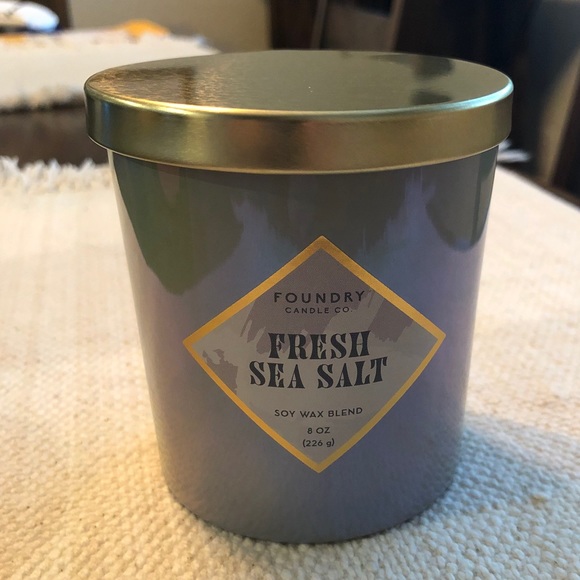 FOUNDRY
CANDLE CO.
FRESH
SEA SALT
SOY WAX BLEND
8 OZ
(226 g)